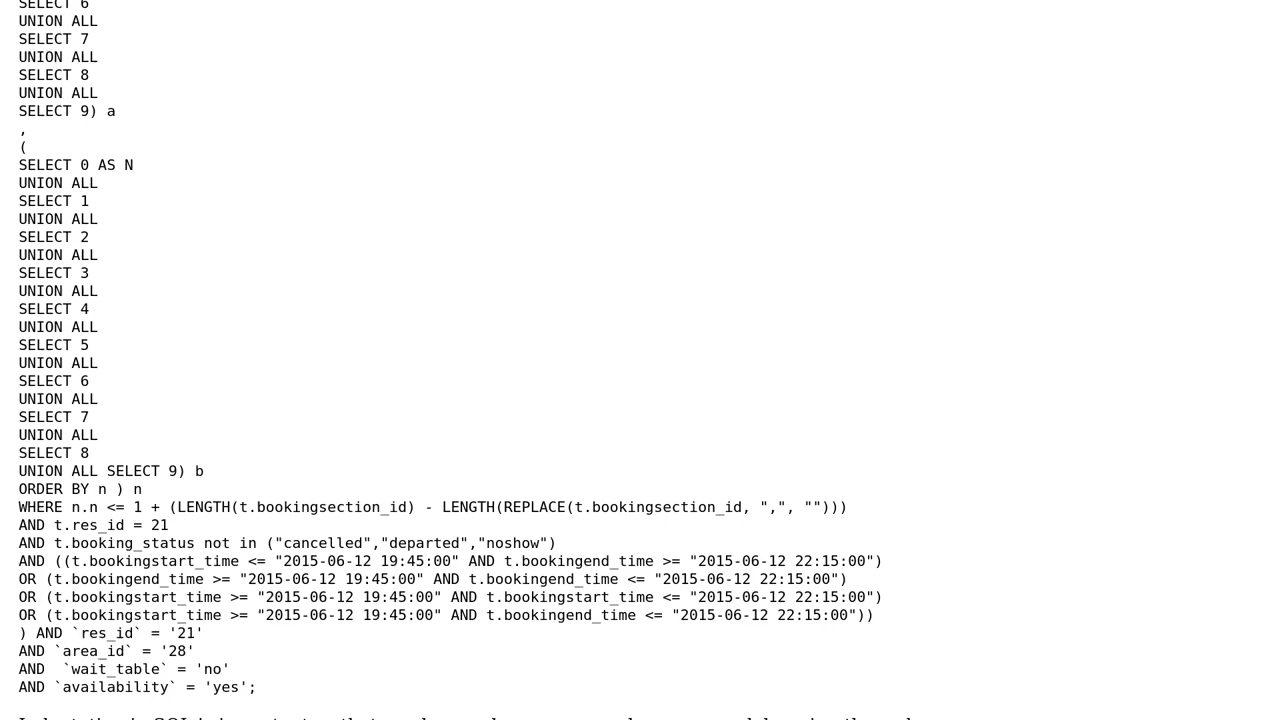 SELECT 6
UNION ALL
SELECT 7
UNION ALL
SELECT 8
UNION ALL
SELECT 9) a
,
(
SELECT 0 AS N
UNION ALL
SELECT 1
UNION ALL
SELECT 2
UNION ALL
SELECT 3
UNION ALL
SELECT 4
UNION ALL
SELECT 5
UNION ALL
SELECT 6
UNION ALL
SELECT 7
UNION ALL
SELECT 8
UNION ALL SELECT 9) b
ORDER BY n ) n
WHERE n.n <= 1 + (LENGTH(t.bookingsection_id) - LENGTH(REPLACE(t.bookingsection_id, ",", "")))
AND t.res_id = 21
AND t.booking_status not in ("cancelled","departed","noshow")
AND ((t.bookingstart_time <= "2015-06-12 19:45:00" AND t.bookingend_time >= "2015-06-12 22:15:00")
OR (t.bookingend_time >= "2015-06-12 19:45:00" AND t.bookingend_time <= "2015-06-12 22:15:00")
OR (t.bookingstart_time >= "2015-06-12 19:45:00" AND t.bookingstart_time <= "2015-06-12 22:15:00")
OR (t.bookingstart_time >= "2015-06-12 19:45:00" AND t.bookingend_time <= "2015-06-12 22:15:00"))
) AND `res_id` = '21'
AND `area_id` = '28'
AND  `wait_table` = 'no'
AND `availability` = 'yes';